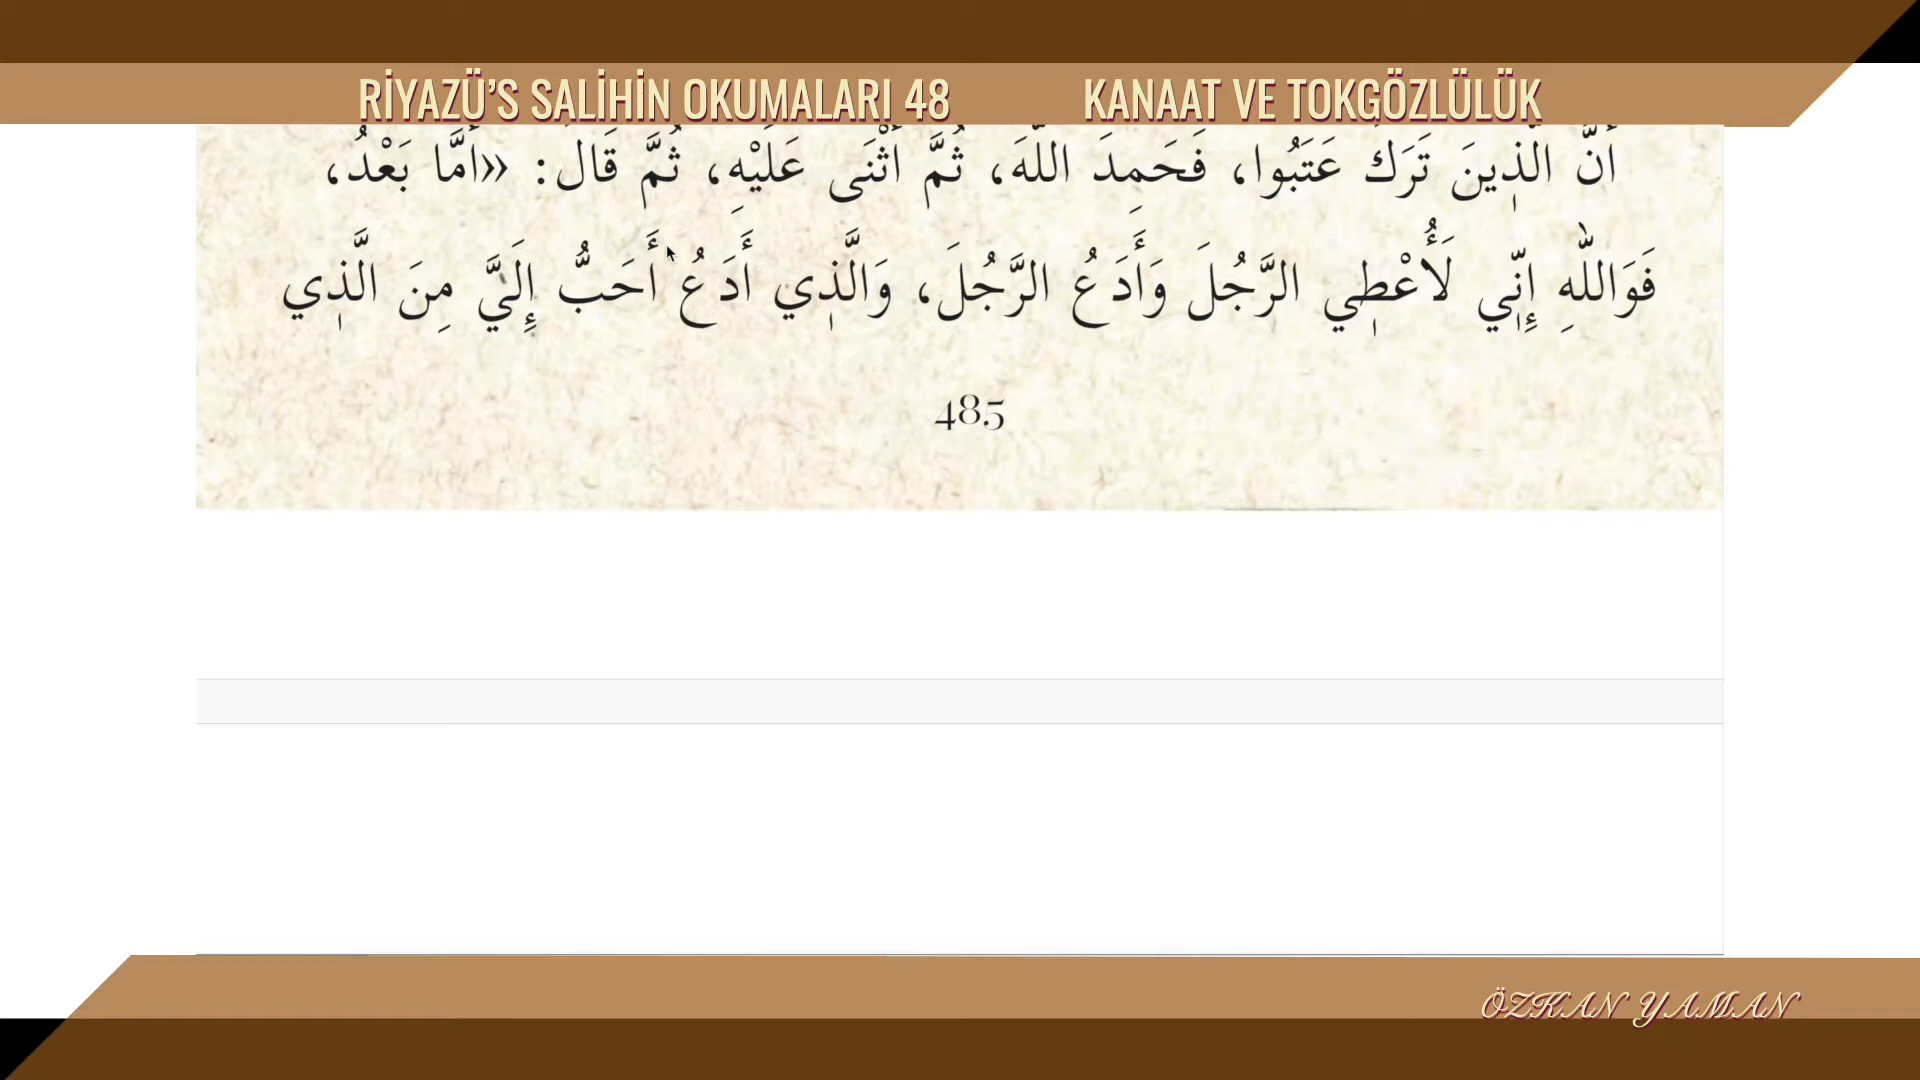 RİYAZÜ’S SALİHİN OKUMALARI 48
KANAAT VE TOKGÖZLÜLÜK
أَنَّ الَّذِينَ تَرَكَ عَتَبُوا، فَحَمِدَ اللّٰهَ، ثُمَّ أَثْنَى عَلَيْهِ، ثُمَّ قَالَ: «أَمَّا بَعْدُ،
فَوَاللّٰهِ إِنِّي لَأُعْطِي الرَّجُلَ وَأَدَعُ الرَّجُلَ، وَالَّذِي أَدَعُ أَحَبُّ إِلَيَّ مِنَ الَّذِي
485
ÖZKAN YAMAN